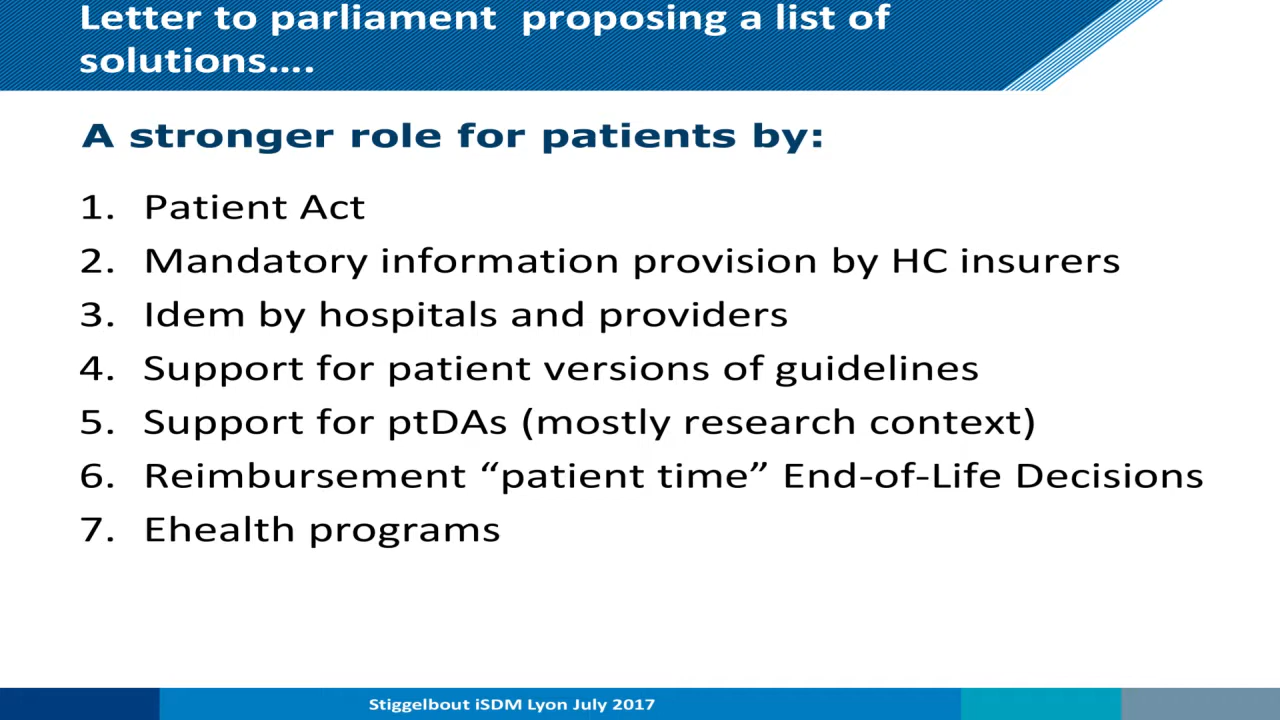 Letter to parliament  proposing a list of
solutions….
A stronger role for patients by:
1. Patient Act
2. Mandatory information provision by HC insurers
3. Idem by hospitals and providers
4. Support for patient versions of guidelines
5. Support for ptDAs (mostly research context)
6. Reimbursement “patient time” End-of-Life Decisions
7. Ehealth programs
Stiggelbout iSDM Lyon July 2017